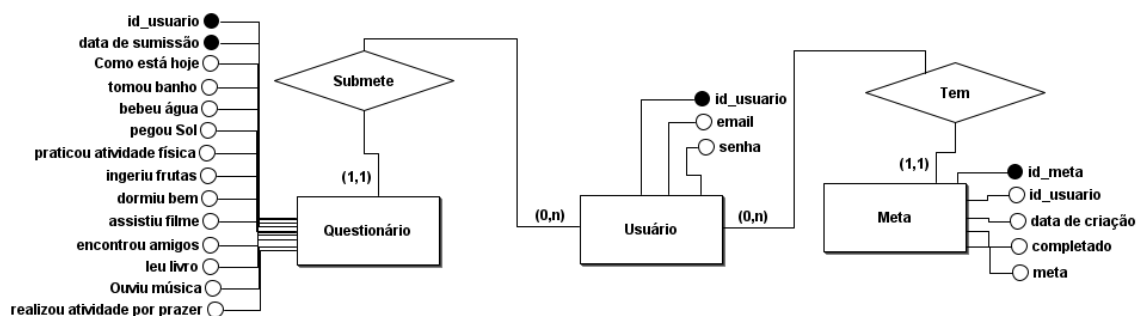 id_usuario
data de sumissão
Como está hoje
tomou banho
bebeu água
pegou Sol
praticou atividade física
ingeriu frutas
dormiu bem
assistiu filme
encontrou amigos
leu livro
Ouviu música
realizou atividade por prazer
Submete
(1,1)
Questionário
(0,n)
id_usuario
email
senha
Usuário
(0,n)
Tem
(1,1)
Meta
id_meta
id_usuario
data de criação
completado
meta